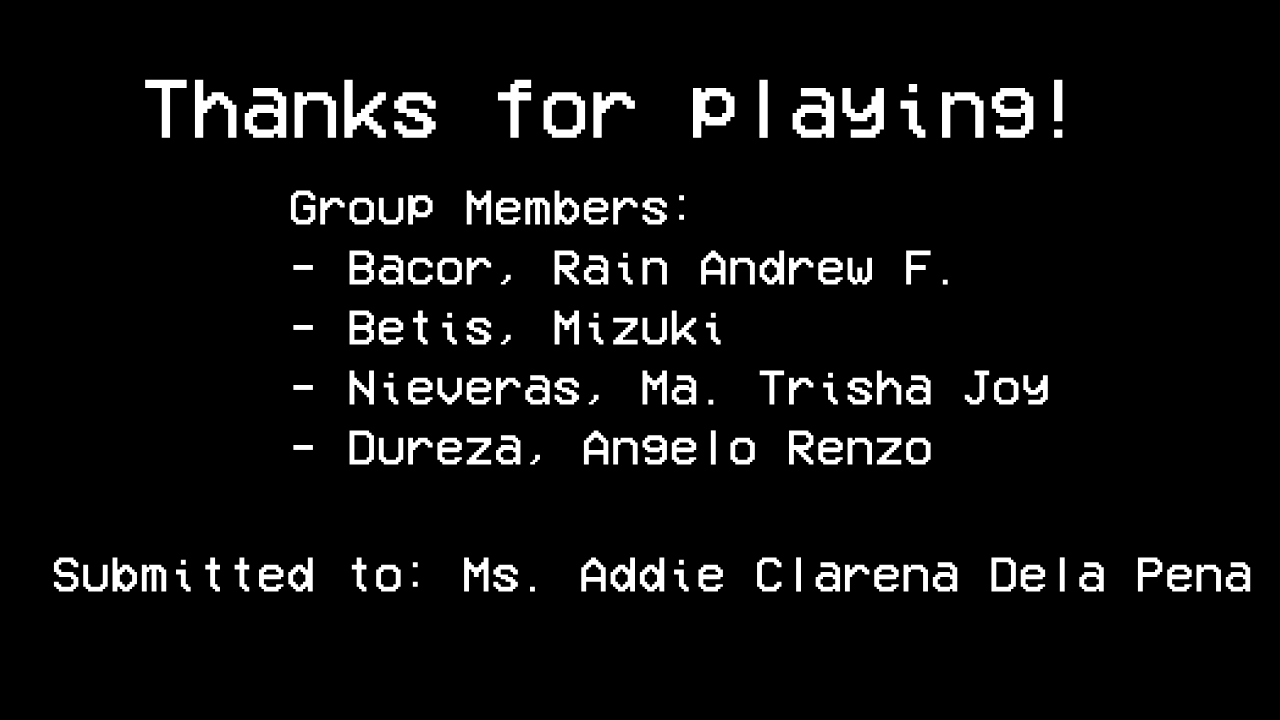 Thanks for playing!
Group Members:
- Bacor, Rain Andrew F.
- Betis, Mizuki
- Nieveras, Ma. Trisha Joy
- Dureza, Angelo Renzo
Submitted to: Ms. Addie Clarena Dela Pena